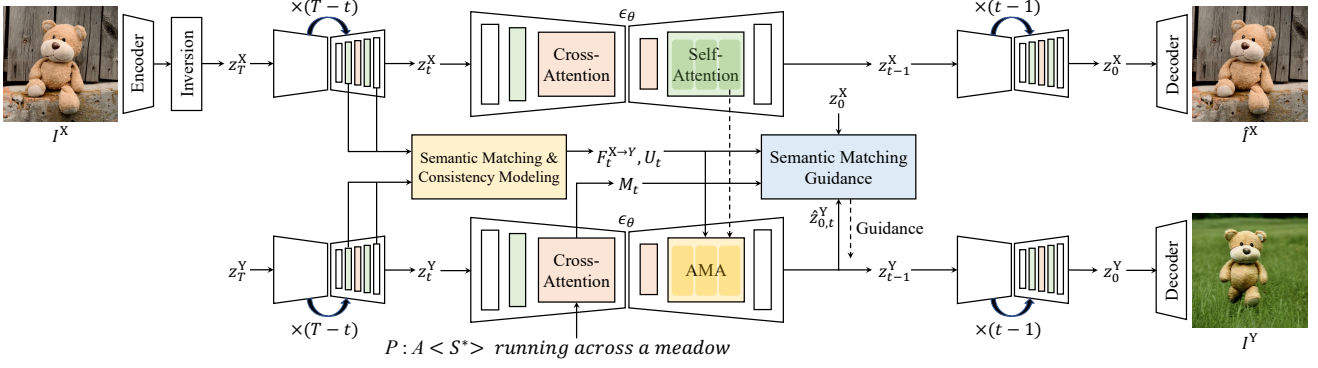 ×(T − t)
ϵ_θ
×(t − 1)
Encoder
Inversion
z_T^X
z_t^X
Cross-
Attention
Self-
Attention
z_{t−1}^X
z_0^X
Decoder
I^X
Î^X
z_0^X
Semantic Matching &
Consistency Modeling
F_t^{X→Y}, U_t
M_t
Semantic Matching
Guidance
ẑ_{0,t}^Y
Guidance
ϵ_θ
z_T^Y
z_t^Y
Cross-
Attention
AMA
z_{t−1}^Y
z_0^Y
Decoder
×(T − t)
×(t − 1)
I^Y
P : A < S* > running across a meadow